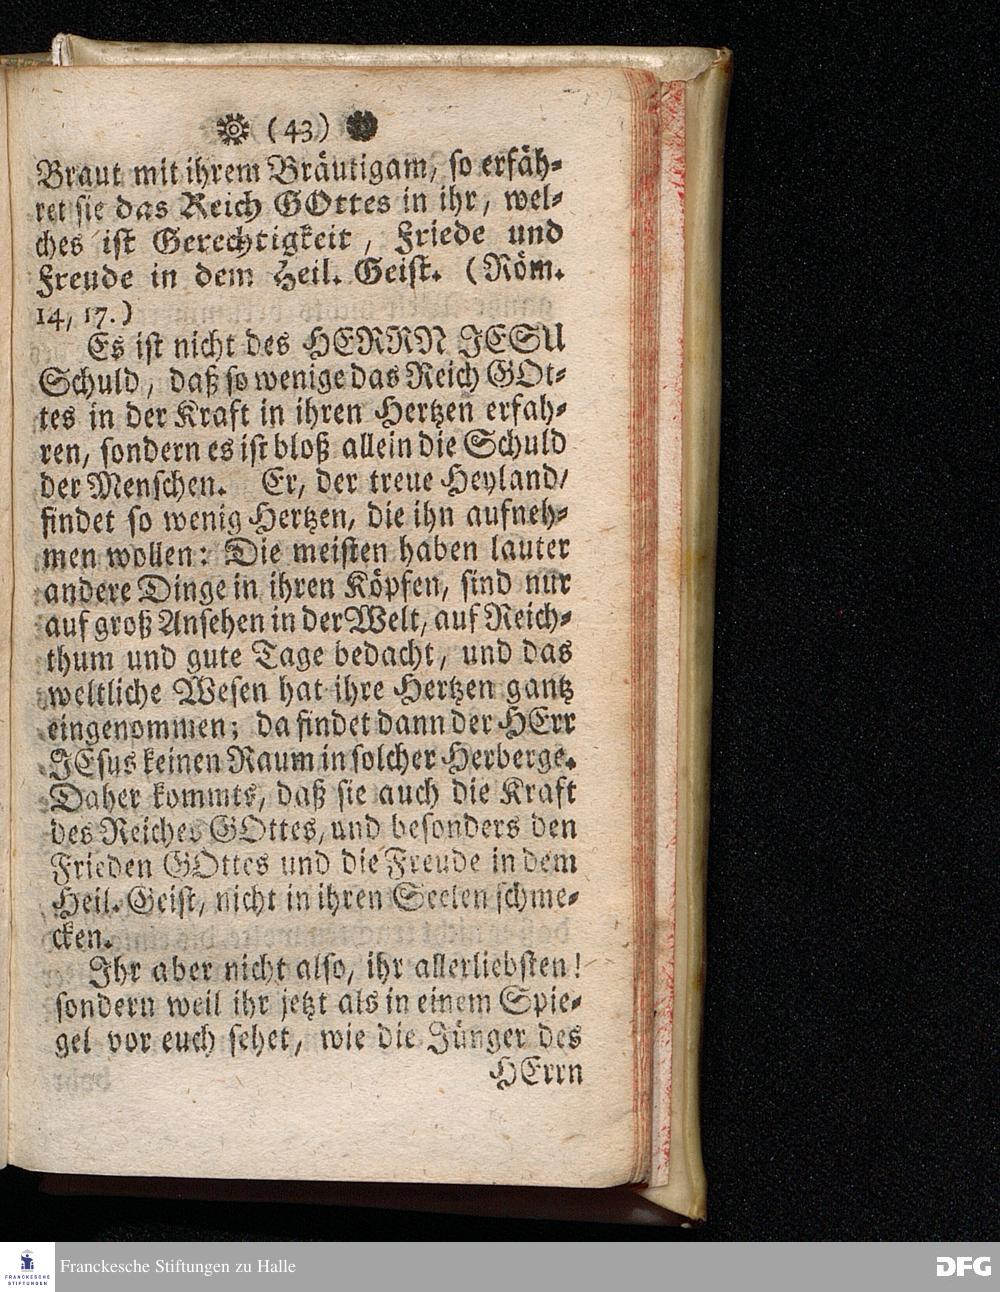 (43)
Braut mit ihrem Bräutigam, so erfäh-
ret sie das Reich GOttes in ihr, wel-
ches ist Gerechtigkeit, Friede und
Freude in dem Heil. Geist. (Röm.
14, 17.)
Es ist nicht des HERRN JESU
Schuld, daß so wenige das Reich GOt-
tes in der Kraft in ihren Hertzen erfah-
ren, sondern es ist bloß allein die Schuld
der Menschen. Er, der treue Heyland/
findet so wenig Hertzen, die ihn aufneh-
men wollen: Die meisten haben lauter
andere Dinge in ihren Köpfen, sind nur
auf groß Ansehen in der Welt, auf Reich-
thum und gute Tage bedacht, und das
weltliche Wesen hat ihre Hertzen gantz
eingenommen; da findet dann der HErr
JEsus keinen Raum in solcher Herberge.
Daher kommts, daß sie auch die Kraft
des Reiches GOttes, und besonders den
Frieden GOttes und die Freude in dem
Heil. Geist, nicht in ihren Seelen schme-
cken.
Ihr aber nicht also, ihr allerliebsten!
sondern weil ihr jetzt als in einem Spie-
gel vor euch sehet, wie die Jünger des
HErrn
FRANCKESCHE
STIFTUNGEN
Franckesche Stiftungen zu Halle
DFG